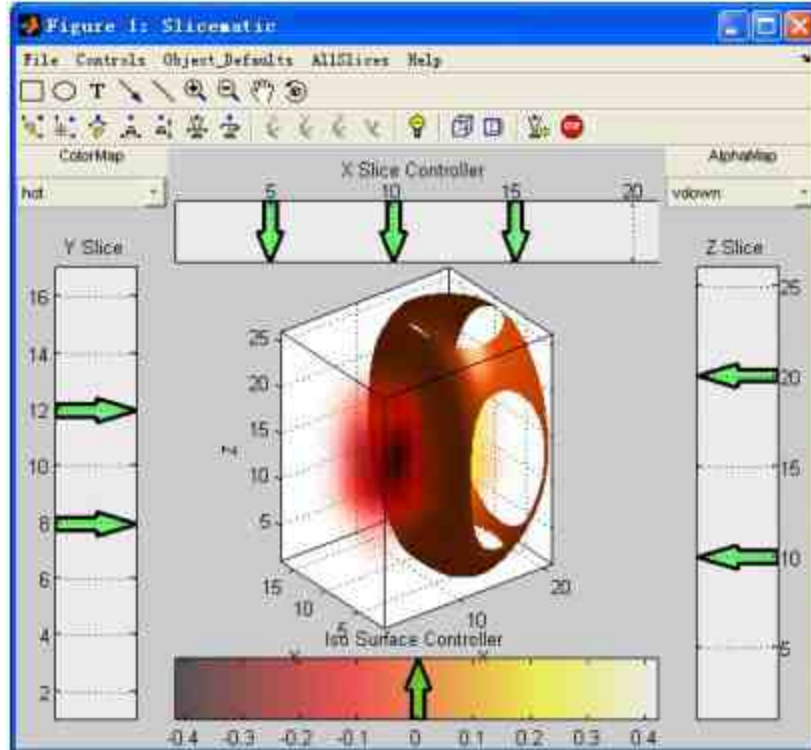 Figure 1: Slicematic
File Controls Object_Defaults AllSlices Help
T
STOP
ColorMap
hot
X Slice Controller
5 10 15 20
AlphaMap
vdown
Y Slice
16
14
12
10
8
6
4
2
25
20
15
10
5
Z
15
10
5
Y
10
20
X
Z Slice
25
20
15
10
5
Iso Surface Controller
-0.4 -0.3 -0.2 -0.1 0 0.1 0.2 0.3 0.4